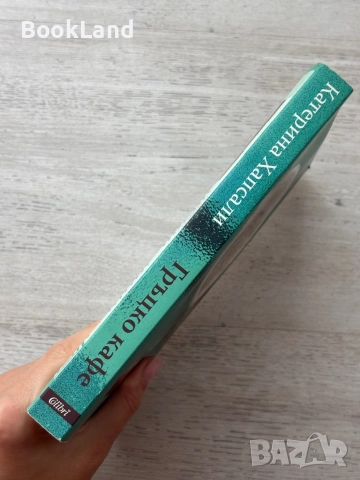 BookLand
Катерина Хапсали
Гръцко кафе
Colibri
BAZAR